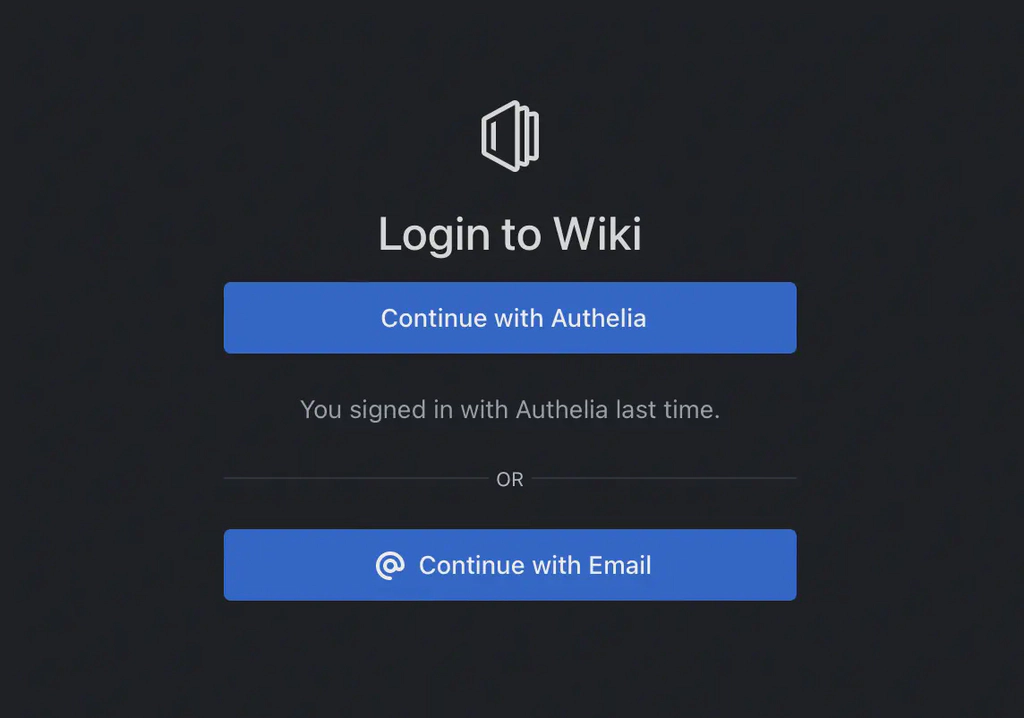 Login to Wiki
Continue with Authelia
You signed in with Authelia last time.
OR
Continue with Email